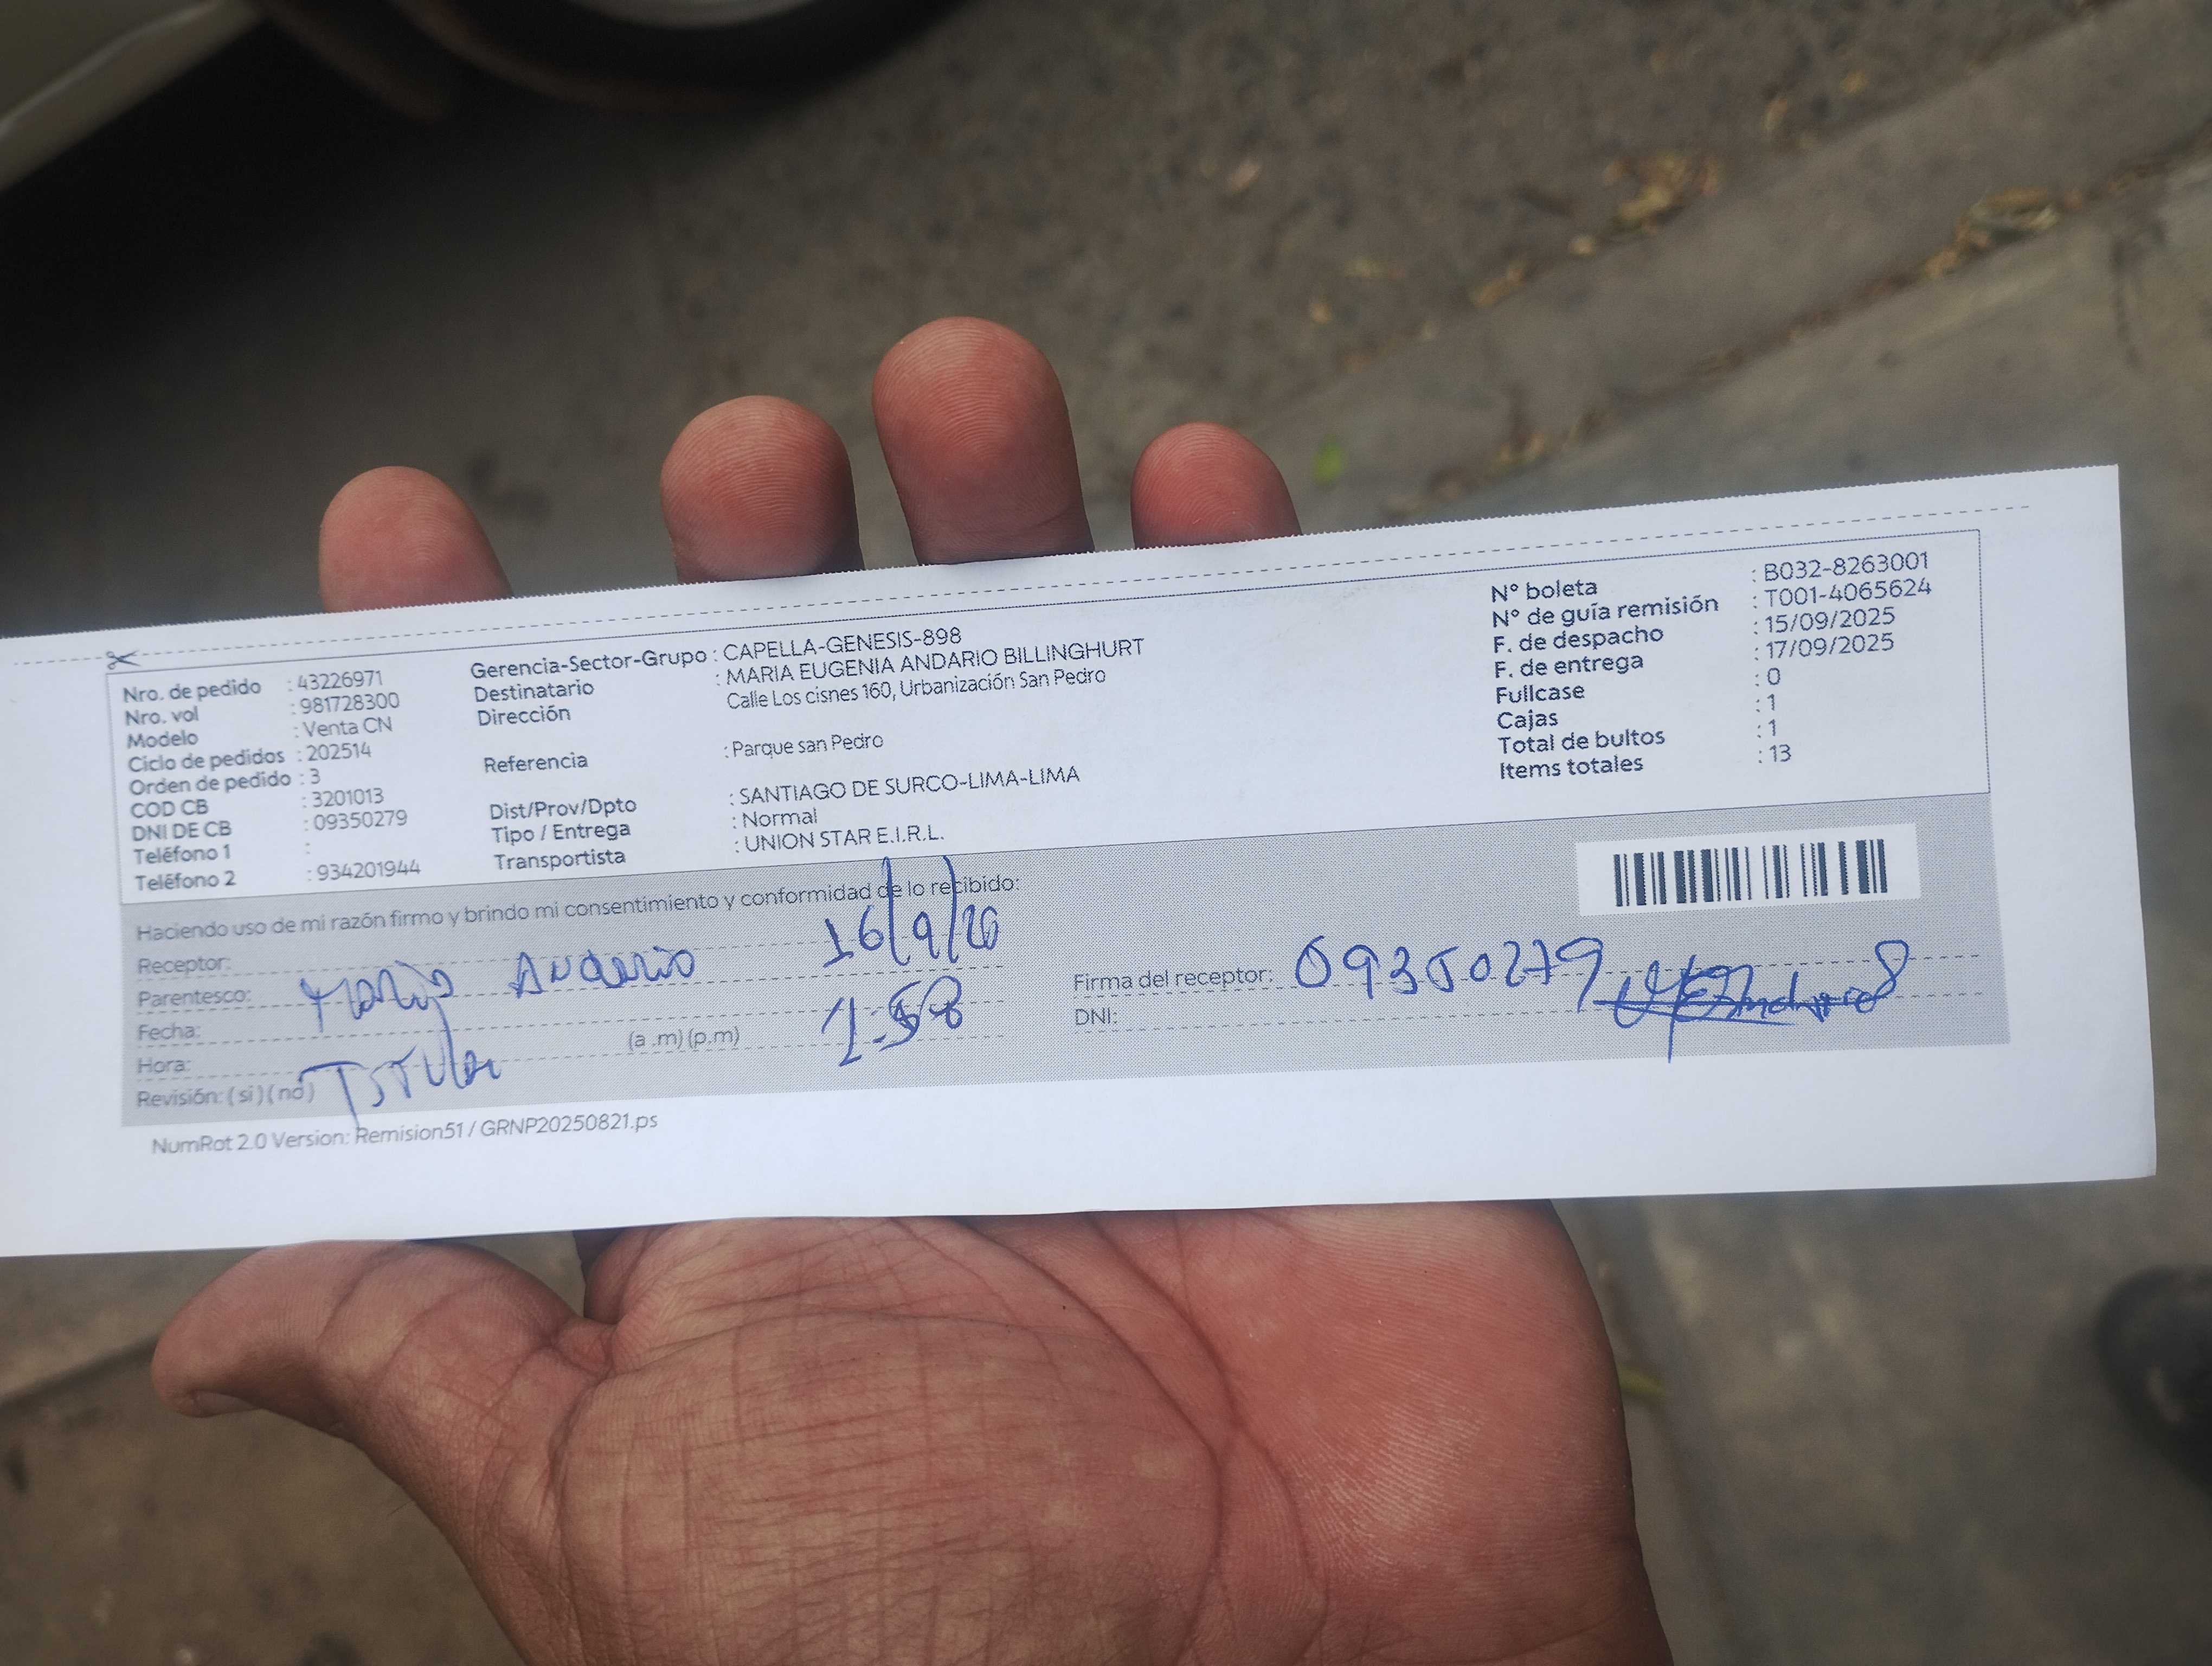 Nro. de pedido : 43226971
Nro. vol : 981728300
Modelo : Venta CN
Ciclo de pedidos : 202514
Orden de pedido : 3
COD CB : 3201013
DNI DE CB : 09350279
Teléfono 1 :
Teléfono 2 : 934201944
Gerencia-Sector-Grupo : CAPELLA-GENESIS-898
Destinatario : MARIA EUGENIA ANDARIO BILLINGHURT
Dirección : Calle Los cisnes 160, Urbanización San Pedro
Referencia : Parque san Pedro
Dist/Prov/Dpto : SANTIAGO DE SURCO-LIMA-LIMA
Tipo / Entrega : Normal
Transportista : UNION STAR E.I.R.L.
N° boleta : B032-8263001
N° de guía remisión : T001-4065624
F. de despacho : 15/09/2025
F. de entrega : 17/09/2025
Fullcase : 0
Cajas : 1
Total de bultos : 1
Items totales : 13
Haciendo uso de mi razón firmo y brindo mi consentimiento y conformidad de lo recibido:
Receptor:
Parentesco: Maria Andario 16/9/
Fecha:
Hora: (a .m) (p.m) 1:58
Revisión: ( si ) ( no ) Titular
Firma del receptor: 09350279
DNI:
NumRot 2.0 Version: Remision51 / GRNP20250821.ps